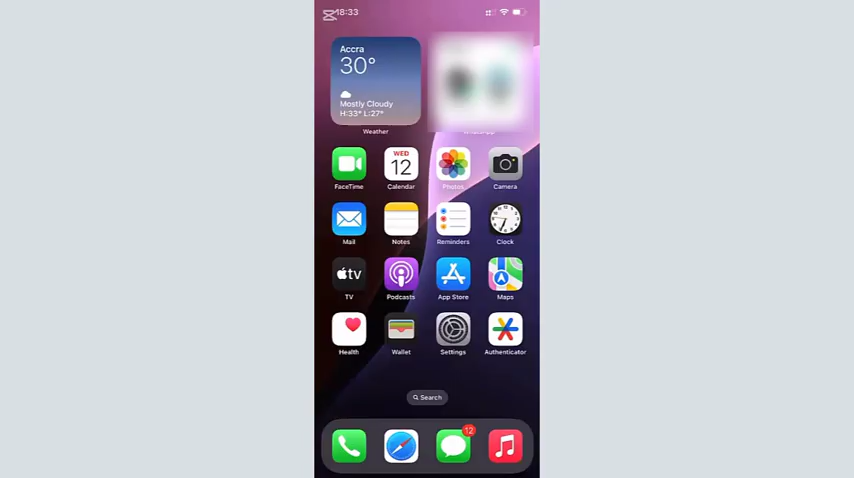 18:33
Accra
30°
Mostly Cloudy
H:33° L:27°
Weather
WED
12
FaceTime
Calendar
Photos
Camera
Mail
Notes
Reminders
Clock
tv
TV
Podcasts
App Store
Maps
Health
Wallet
Settings
Authenticator
Search
12